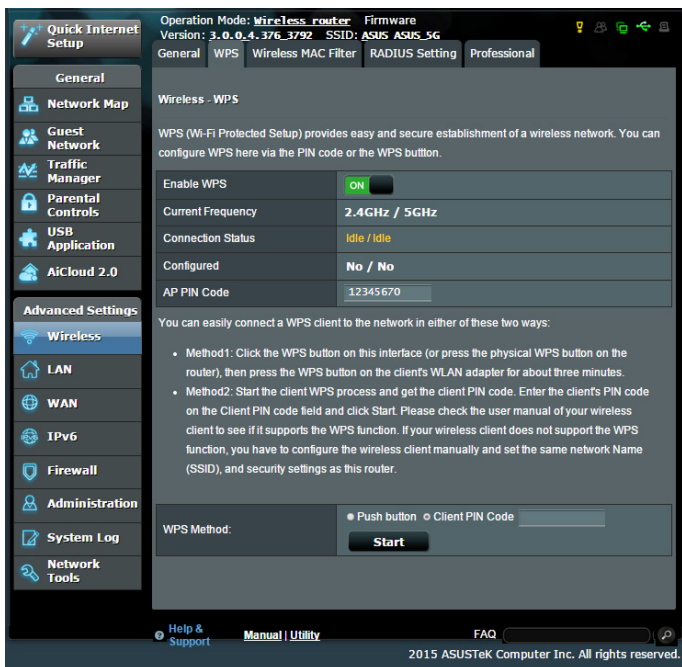 Quick Internet
Setup
General
Network Map
Guest
Network
Traffic
Manager
Parental
Controls
USB
Application
AiCloud 2.0
Advanced Settings
Wireless
LAN
WAN
IPv6
Firewall
Administration
System Log
Network
Tools
Operation Mode: Wireless router Firmware
Version: 3.0.0.4.376_3792 SSID: ASUS ASUS_5G
General WPS Wireless MAC Filter RADIUS Setting Professional
Wireless - WPS
WPS (Wi-Fi Protected Setup) provides easy and secure establishment of a wireless network. You can
configure WPS here via the PIN code or the WPS buttton.
Enable WPS ON
Current Frequency 2.4GHz / 5GHz
Connection Status Idle / Idle
Configured No / No
AP PIN Code 12345670
You can easily connect a WPS client to the network in either of these two ways:
• Method1: Click the WPS button on this interface (or press the physical WPS button on the
router), then press the WPS button on the client's WLAN adapter for about three minutes.
• Method2: Start the client WPS process and get the client PIN code. Enter the client's PIN code
on the Client PIN code field and click Start. Please check the user manual of your wireless
client to see if it supports the WPS function. If your wireless client does not support the WPS
function, you have to configure the wireless client manually and set the same network Name
(SSID), and security settings as this router.
WPS Method: Push button Client PIN Code
Start
Help &
Support
Manual | Utility
FAQ
2015 ASUSTeK Computer Inc. All rights reserved.